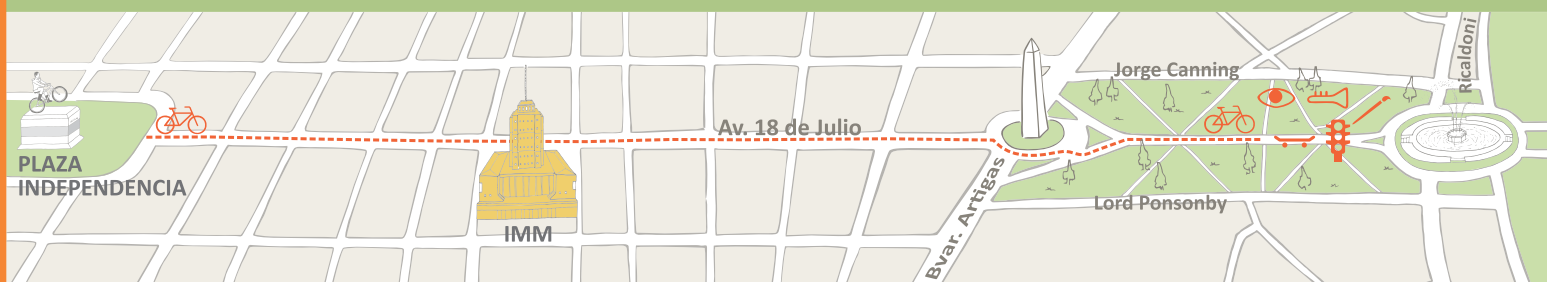 PLAZA
INDEPENDENCIA
IMM
Av. 18 de Julio
Bvar. Artigas
Jorge Canning
Lord Ponsonby
Ricaldoni